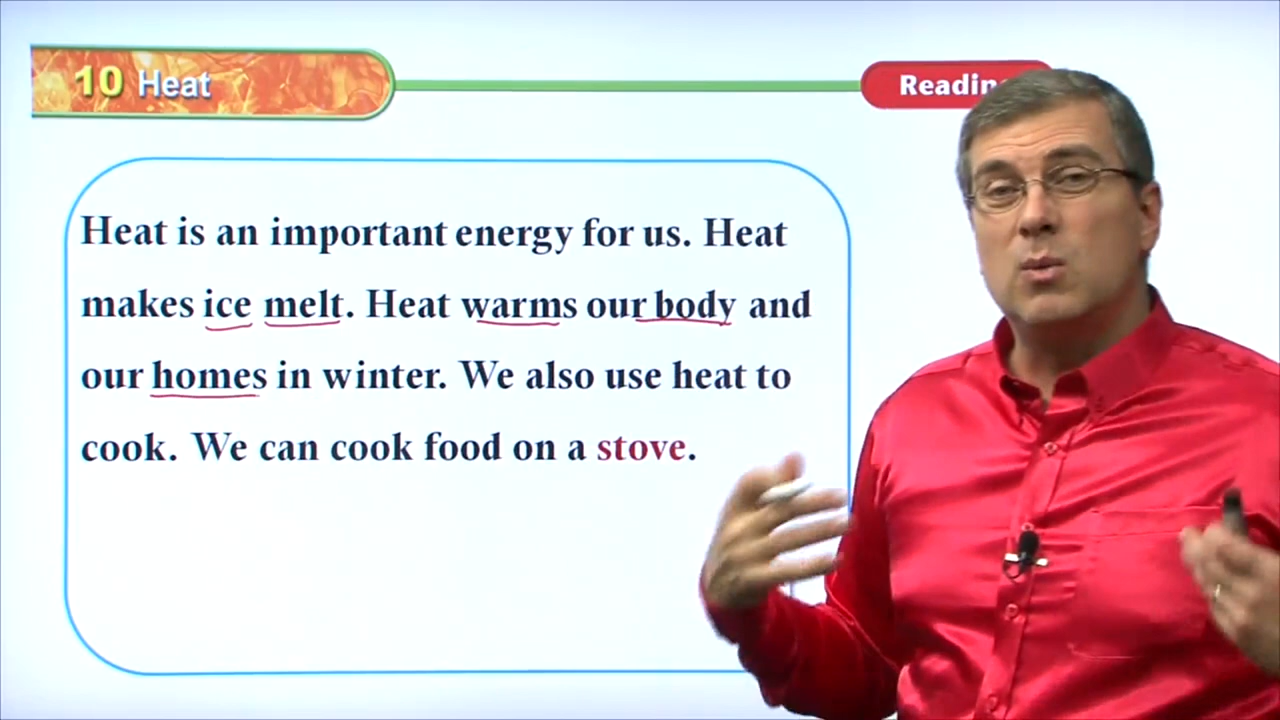 10 Heat
Heat is an important energy for us. Heat
makes ice melt. Heat warms our body and
our homes in winter. We also use heat to
cook. We can cook food on a stove.